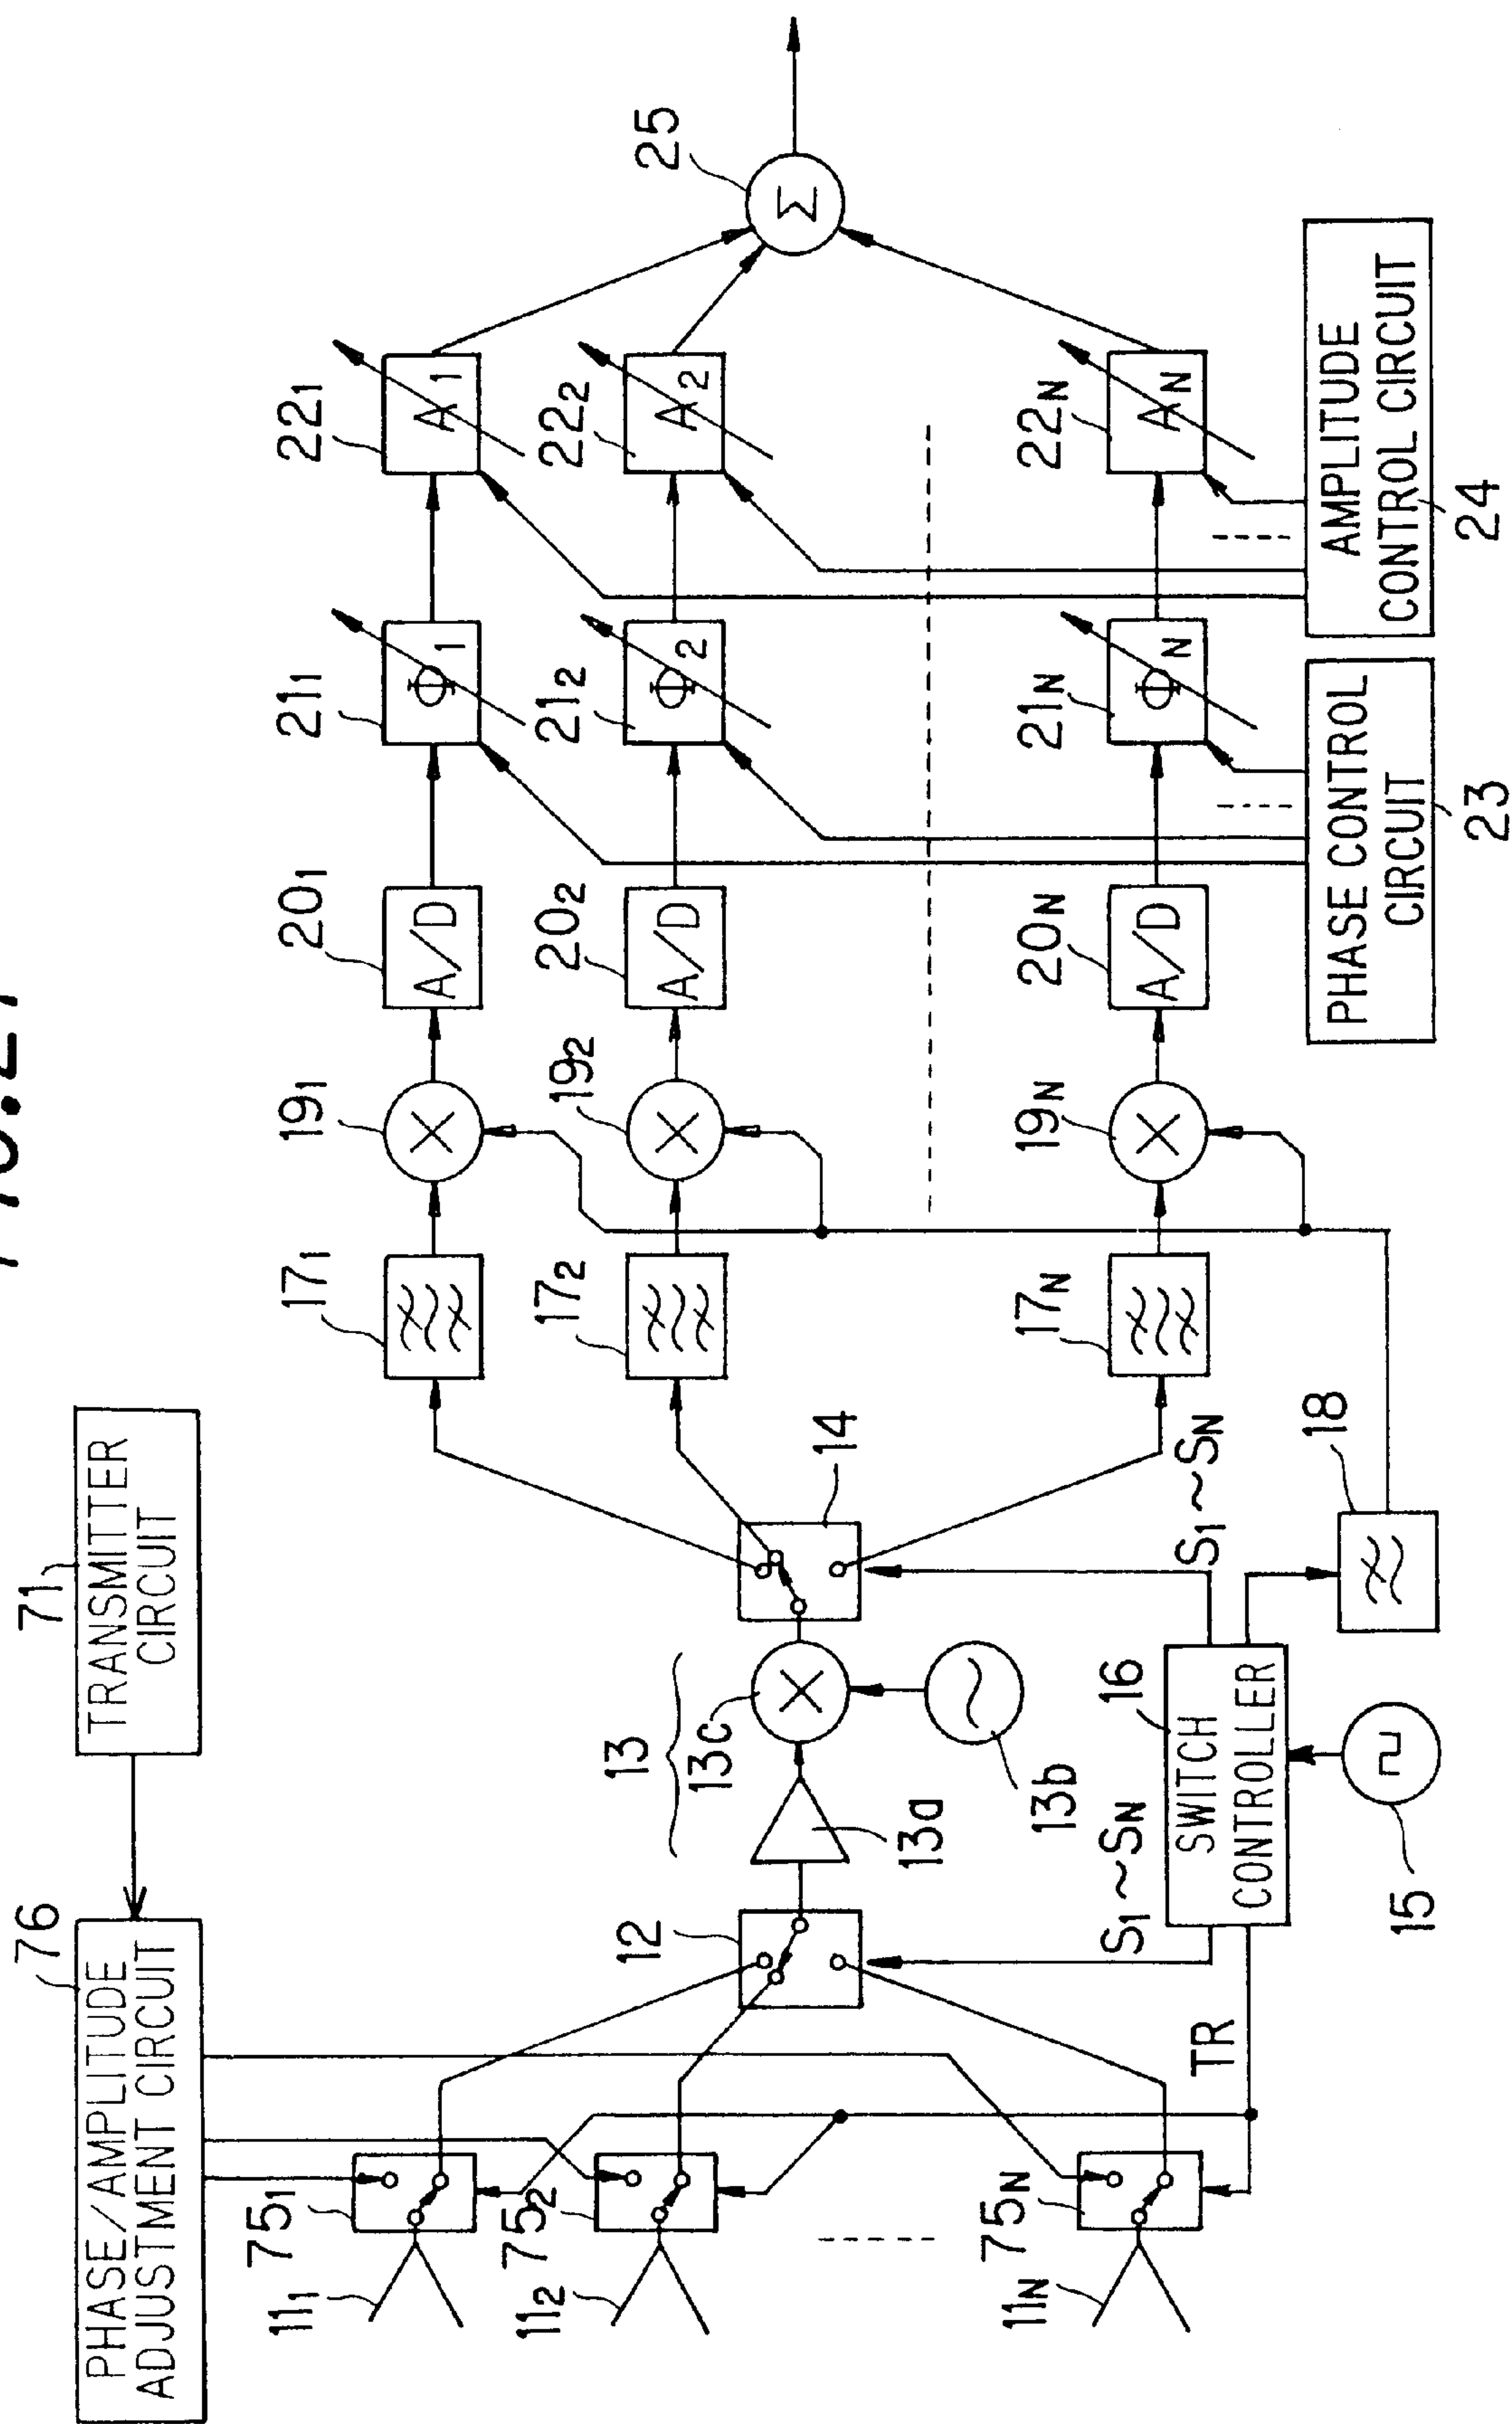 76
PHASE/AMPLITUDE
ADJUSTMENT CIRCUIT
71
TRANSMITTER
CIRCUIT
11₁
75₁
17₁
19₁
20₁
A/D
21₁
Φ₁
22₁
A₁
11₂
75₂
12
13
13a
13c
13b
14
17₂
19₂
20₂
A/D
21₂
Φ₂
22₂
A₂
25
Σ
11N
75N
TR
S₁~SN
16
SWITCH
CONTROLLER
15
S₁~SN
18
17N
19N
20N
A/D
21N
ΦN
22N
AN
PHASE CONTROL
CIRCUIT
23
AMPLITUDE
CONTROL CIRCUIT
24